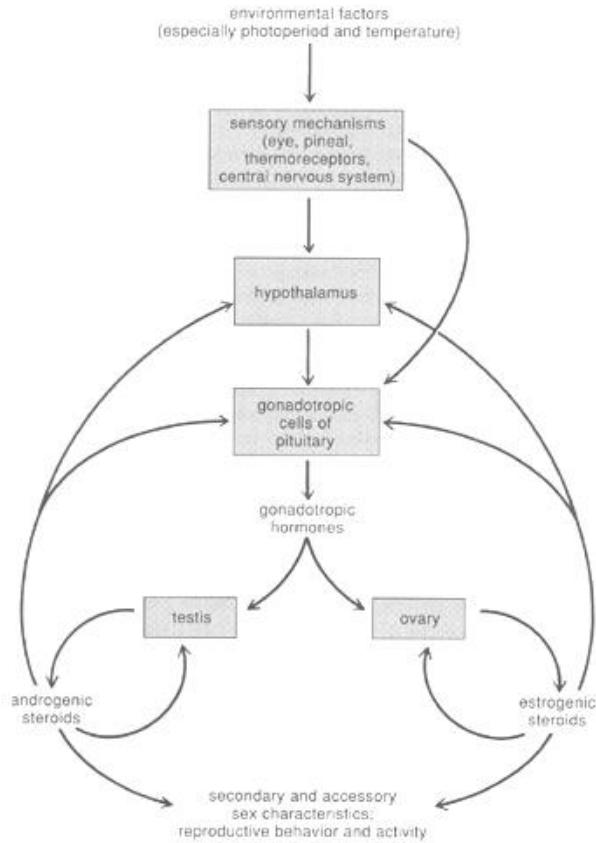 environmental factors
(especially photoperiod and temperature)
sensory mechanisms
(eye, pineal,
thermoreceptors,
central nervous system)
hypothalamus
gonadotropic
cells of
pituitary
gonadotropic
hormones
testis
ovary
androgenic
steroids
estrogenic
steroids
secondary and accessory
sex characteristics;
reproductive behavior and activity